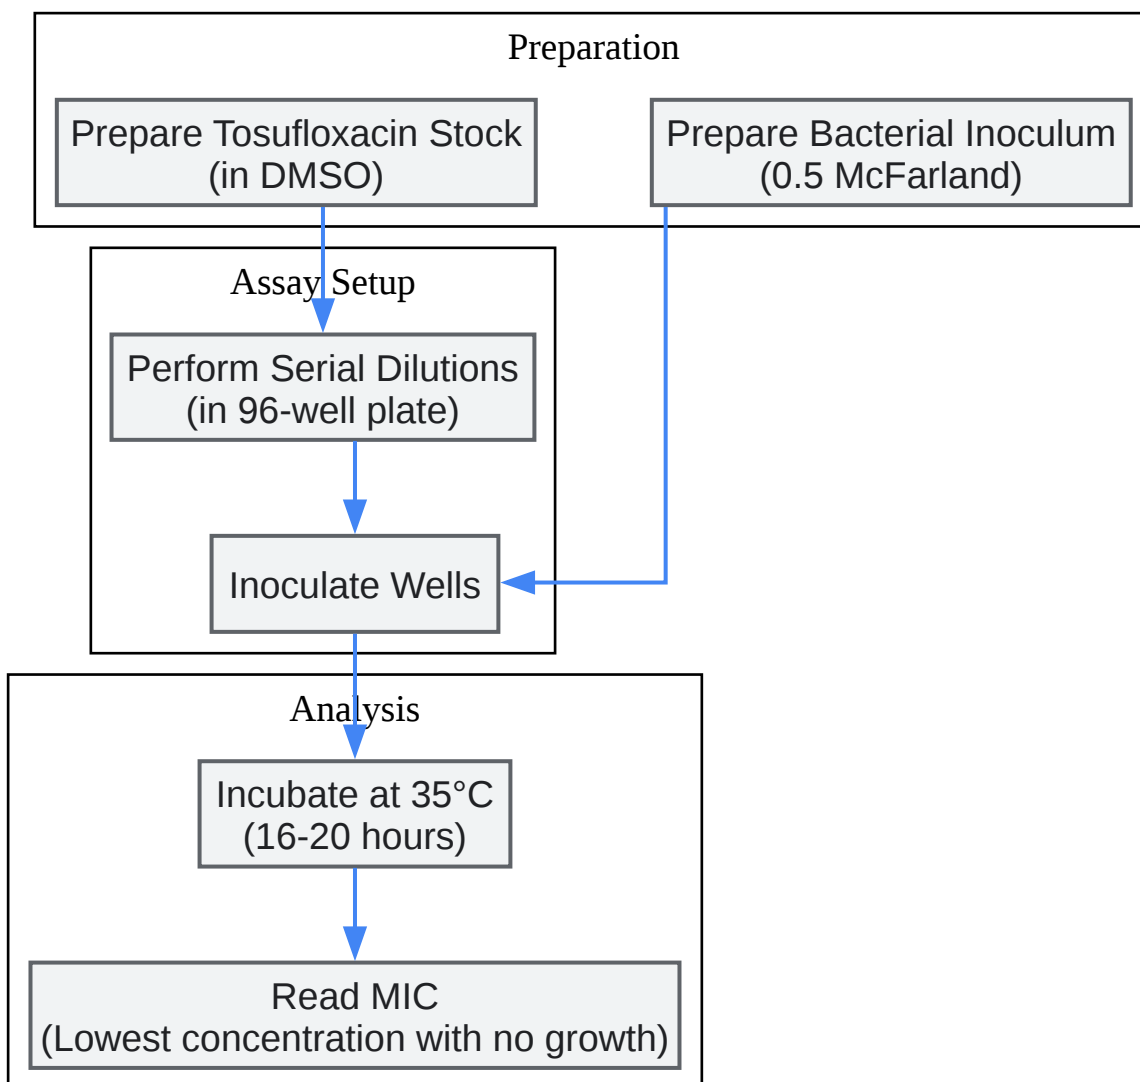 Preparation
Prepare Tosufloxacin Stock
(in DMSO)
Prepare Bacterial Inoculum
(0.5 McFarland)
Assay Setup
Perform Serial Dilutions
(in 96-well plate)
Inoculate Wells
Analysis
Incubate at 35°C
(16-20 hours)
Read MIC
(Lowest concentration with no growth)